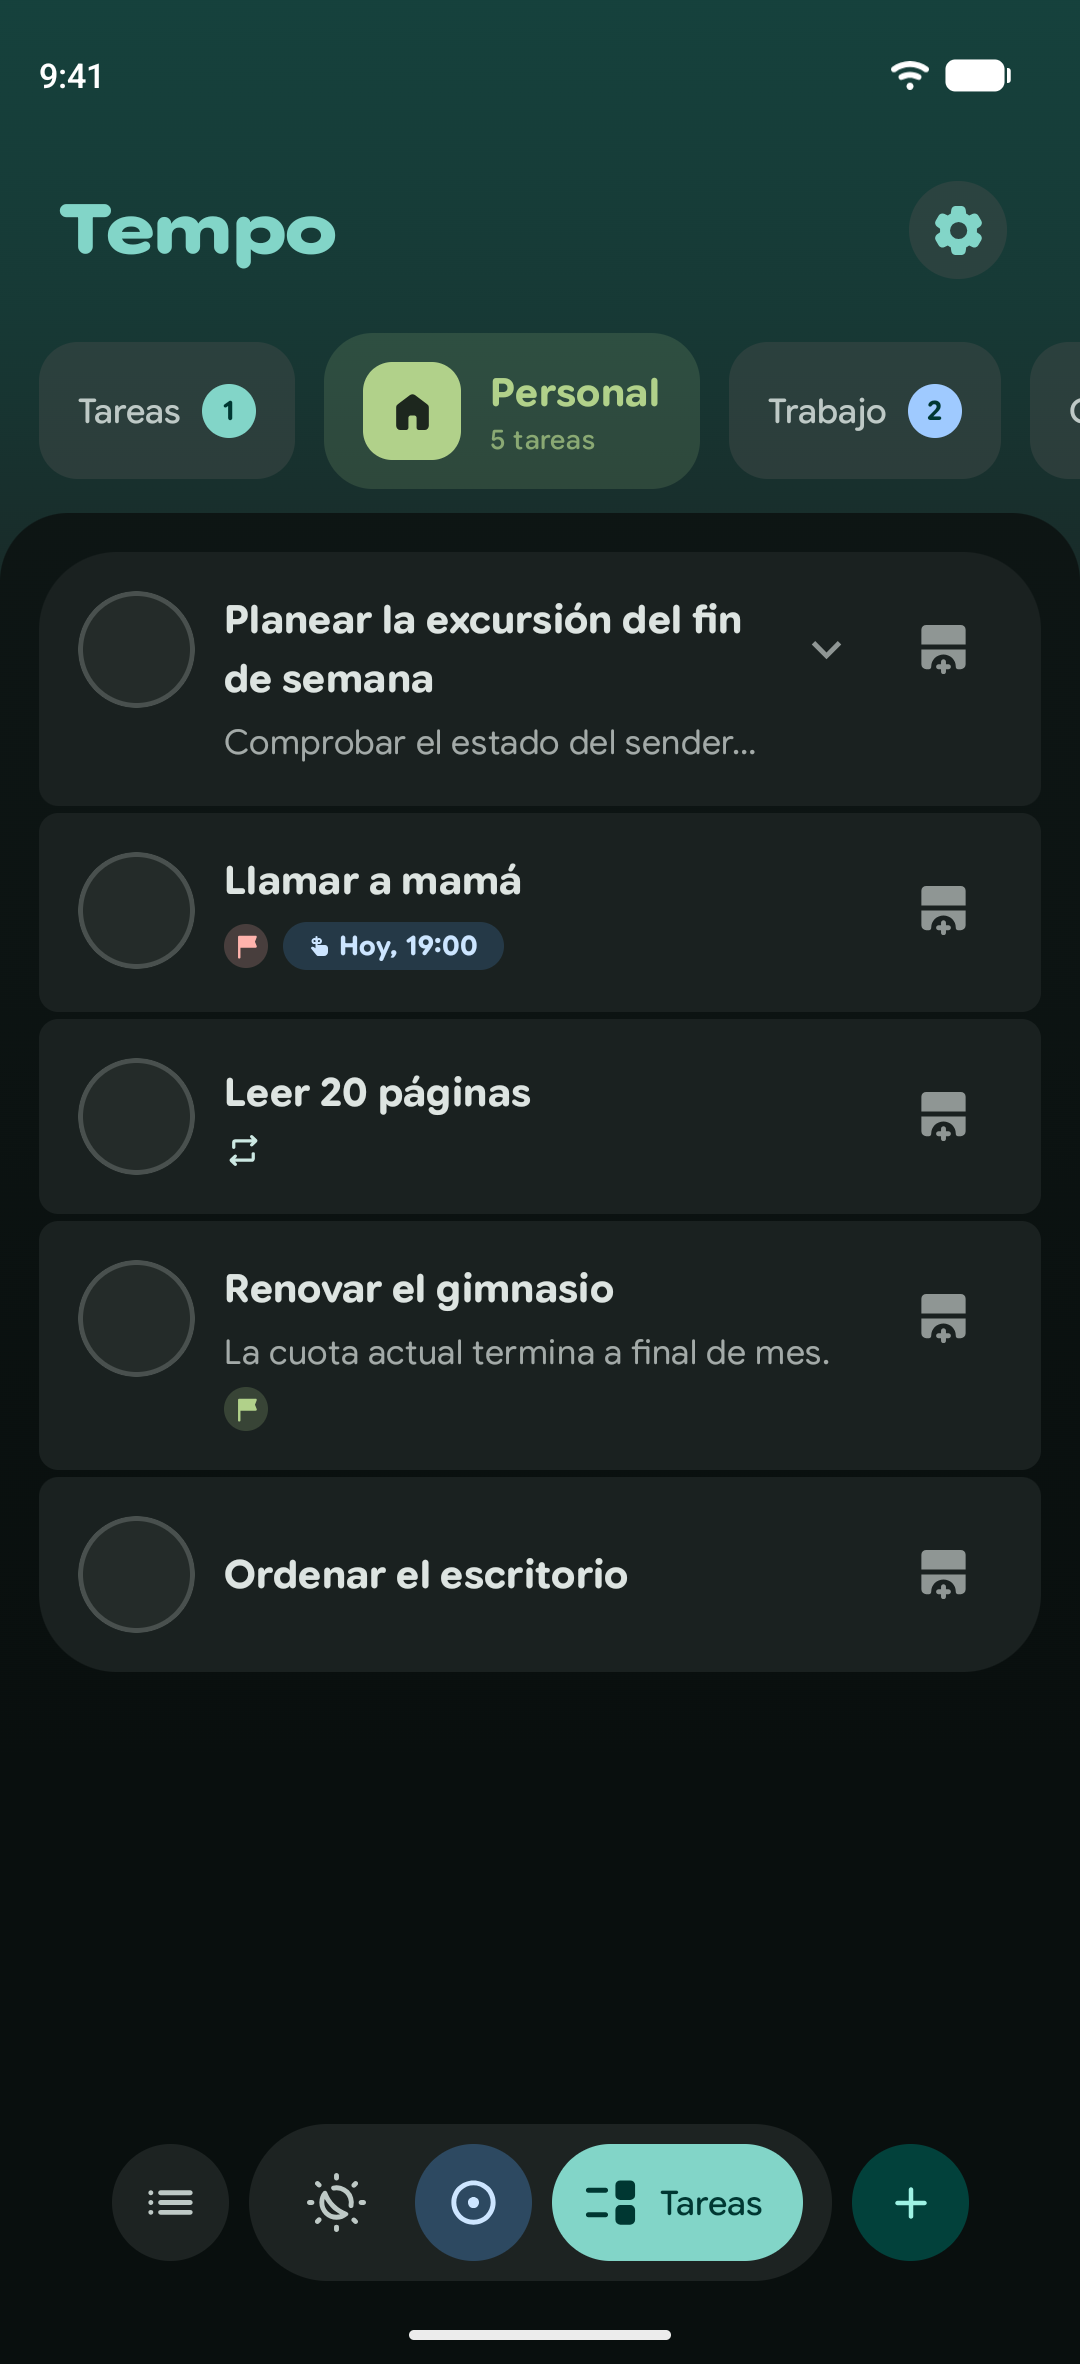 9:41
Tempo
Tareas 1
Personal
5 tareas
Trabajo 2
Planear la excursión del fin
de semana
Comprobar el estado del sender...
Llamar a mamá
Hoy, 19:00
Leer 20 páginas
Renovar el gimnasio
La cuota actual termina a final de mes.
Ordenar el escritorio
Tareas